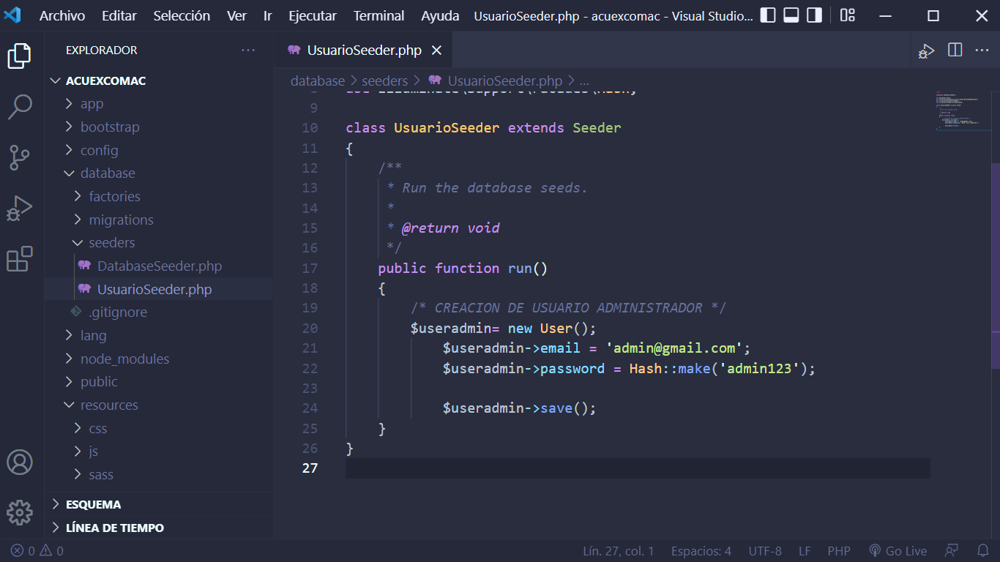 Archivo Editar Selección Ver Ir Ejecutar Terminal Ayuda UsuarioSeeder.php - acuexcomac - Visual Studio...
EXPLORADOR
ACUEXCOMAC
app
bootstrap
config
database
factories
migrations
seeders
DatabaseSeeder.php
UsuarioSeeder.php
.gitignore
lang
node_modules
public
resources
css
js
sass
ESQUEMA
LÍNEA DE TIEMPO
UsuarioSeeder.php
database > seeders > UsuarioSeeder.php > ...
8 use Illuminate\Support\Facades\Hash;
9
10 class UsuarioSeeder extends Seeder
11 {
12 /**
13 * Run the database seeds.
14 *
15 * @return void
16 */
17 public function run()
18 {
19 /* CREACION DE USUARIO ADMINISTRADOR */
20 $useradmin= new User();
21 $useradmin->email = 'admin@gmail.com';
22 $useradmin->password = Hash::make('admin123');
23
24 $useradmin->save();
25 }
26 }
27
0 0 Lín. 27, col. 1 Espacios: 4 UTF-8 LF PHP Go Live